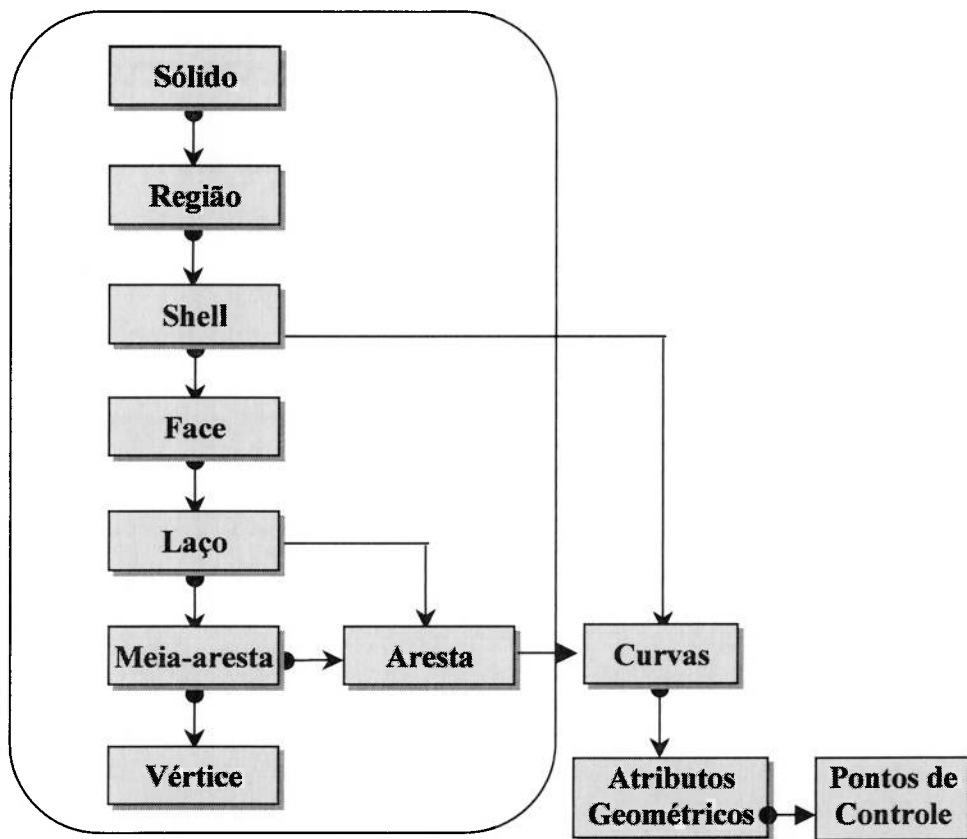 Sólido
Região
Shell
Face
Laço
Meia-aresta
Aresta
Curvas
Vértice
Atributos
Geométricos
Pontos de
Controle